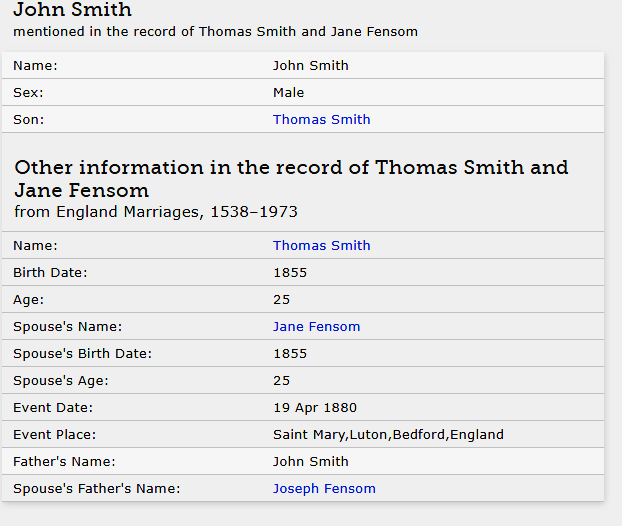 John Smith
mentioned in the record of Thomas Smith and Jane Fensom
Name: John Smith
Sex: Male
Son: Thomas Smith
Other information in the record of Thomas Smith and
Jane Fensom
from England Marriages, 1538–1973
Name: Thomas Smith
Birth Date: 1855
Age: 25
Spouse's Name: Jane Fensom
Spouse's Birth Date: 1855
Spouse's Age: 25
Event Date: 19 Apr 1880
Event Place: Saint Mary,Luton,Bedford,England
Father's Name: John Smith
Spouse's Father's Name: Joseph Fensom